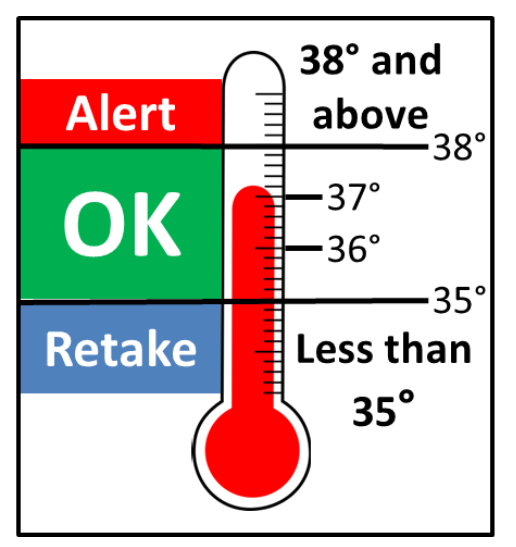 Alert
OK
Retake
38° and
above
38°
37°
36°
35°
Less than
35°